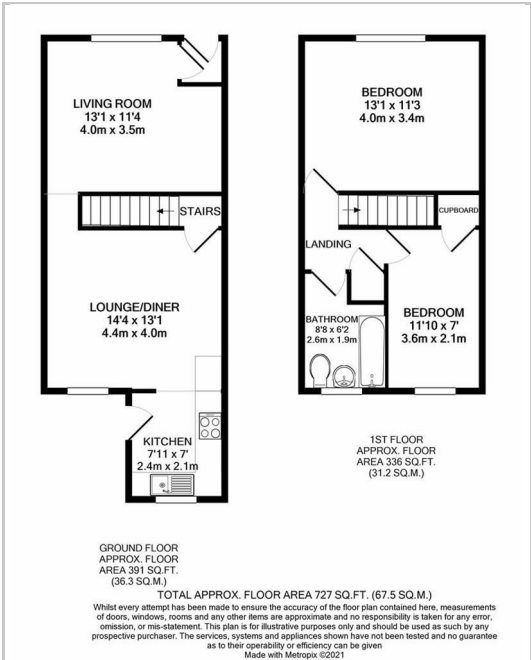 LIVING ROOM
13'1 x 11'4
4.0m x 3.5m
STAIRS
LOUNGE/DINER
14'4 x 13'1
4.4m x 4.0m
KITCHEN
7'11 x 7'
2.4m x 2.1m
GROUND FLOOR
APPROX. FLOOR
AREA 391 SQ.FT.
(36.3 SQ.M.)
BEDROOM
13'1 x 11'3
4.0m x 3.4m
CUPBOARD
LANDING
BATHROOM
8'8 x 6'2
2.6m x 1.9m
BEDROOM
11'10 x 7'
3.6m x 2.1m
1ST FLOOR
APPROX. FLOOR
AREA 336 SQ.FT.
(31.2 SQ.M.)
TOTAL APPROX. FLOOR AREA 727 SQ.FT. (67.5 SQ.M.)
Whilst every attempt has been made to ensure the accuracy of the floor plan contained here, measurements
of doors, windows, rooms and any other items are approximate and no responsibility is taken for any error,
omission, or mis-statement. This plan is for illustrative purposes only and should be used as such by any
prospective purchaser. The services, systems and appliances shown have not been tested and no guarantee
as to their operability or efficiency can be given
Made with Metropix ©2021